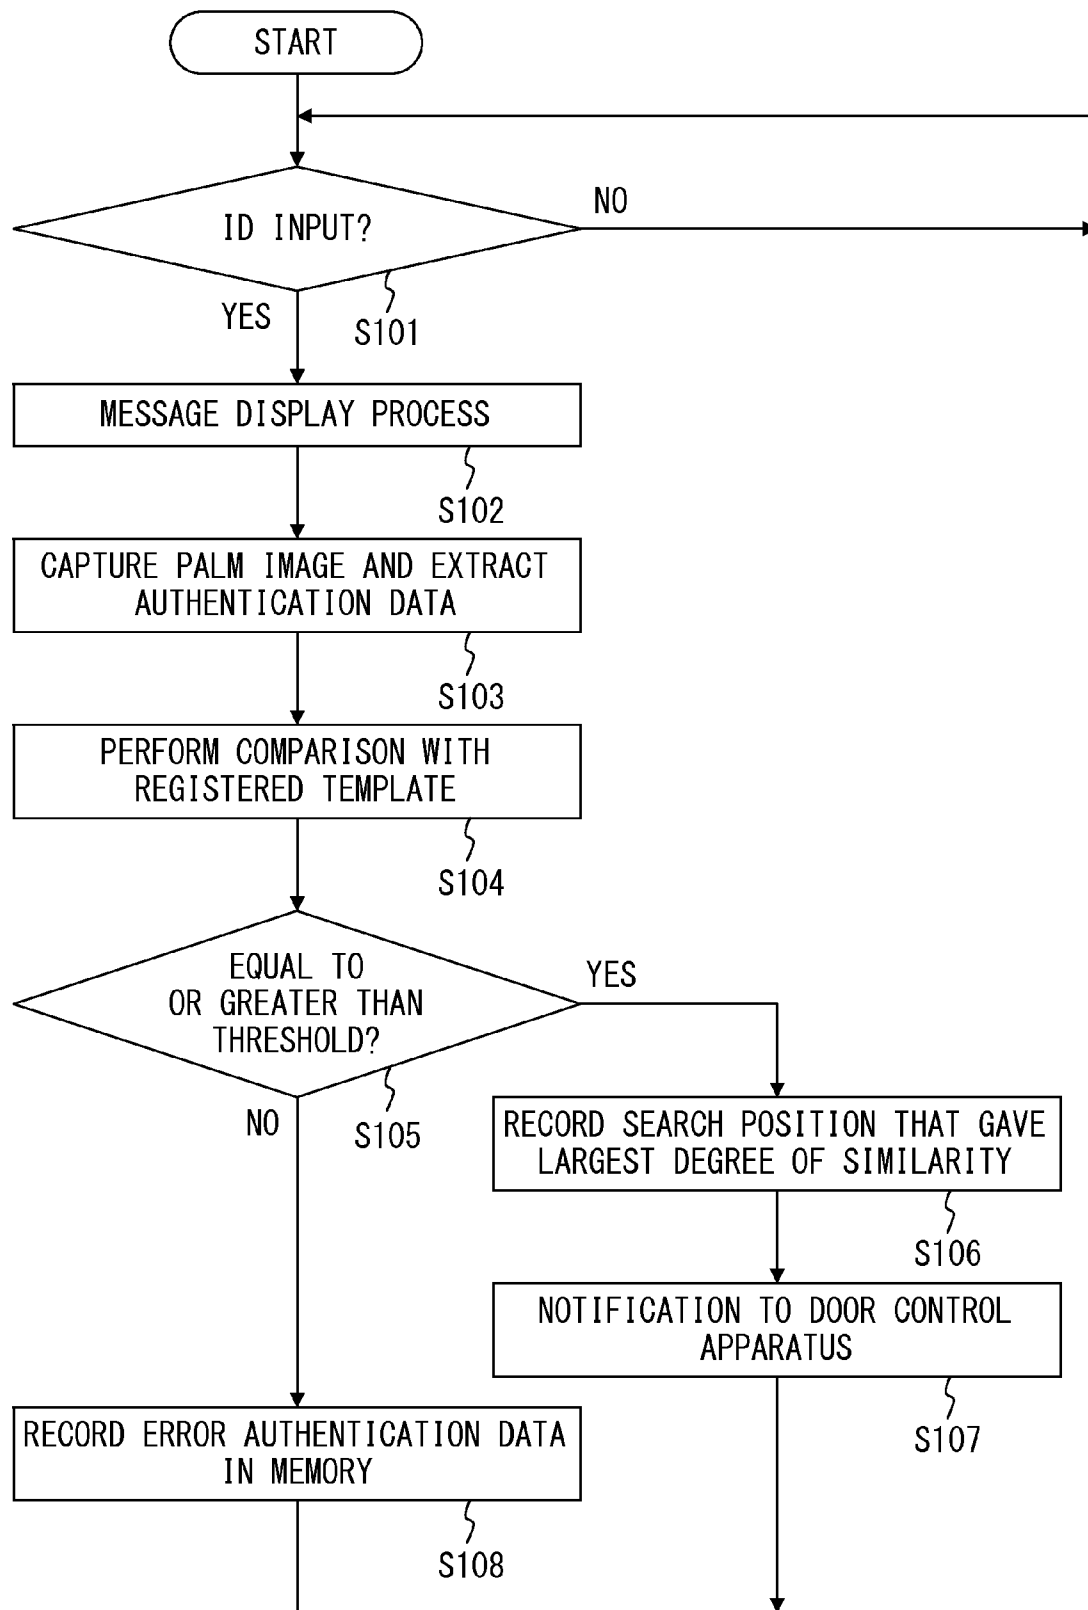 START
ID INPUT?
NO
YES
S101
MESSAGE DISPLAY PROCESS
S102
CAPTURE PALM IMAGE AND EXTRACT
AUTHENTICATION DATA
S103
PERFORM COMPARISON WITH
REGISTERED TEMPLATE
S104
EQUAL TO
OR GREATER THAN
THRESHOLD?
YES
NO
S105
RECORD SEARCH POSITION THAT GAVE
LARGEST DEGREE OF SIMILARITY
S106
NOTIFICATION TO DOOR CONTROL
APPARATUS
S107
RECORD ERROR AUTHENTICATION DATA
IN MEMORY
S108